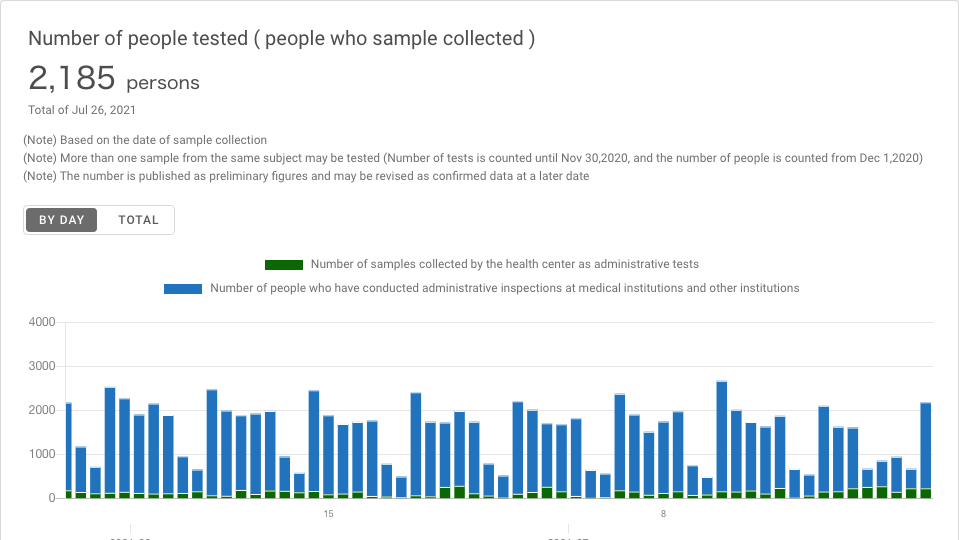 Number of people tested ( people who sample collected )
2,185 persons
Total of Jul 26, 2021
(Note) Based on the date of sample collection
(Note) More than one sample from the same subject may be tested (Number of tests is counted until Nov 30,2020, and the number of people is counted from Dec 1,2020)
(Note) The number is published as preliminary figures and may be revised as confirmed data at a later date
BY DAY TOTAL
Number of samples collected by the health center as administrative tests
Number of people who have conducted administrative inspections at medical institutions and other institutions
4000
3000
2000
1000
0
15 8